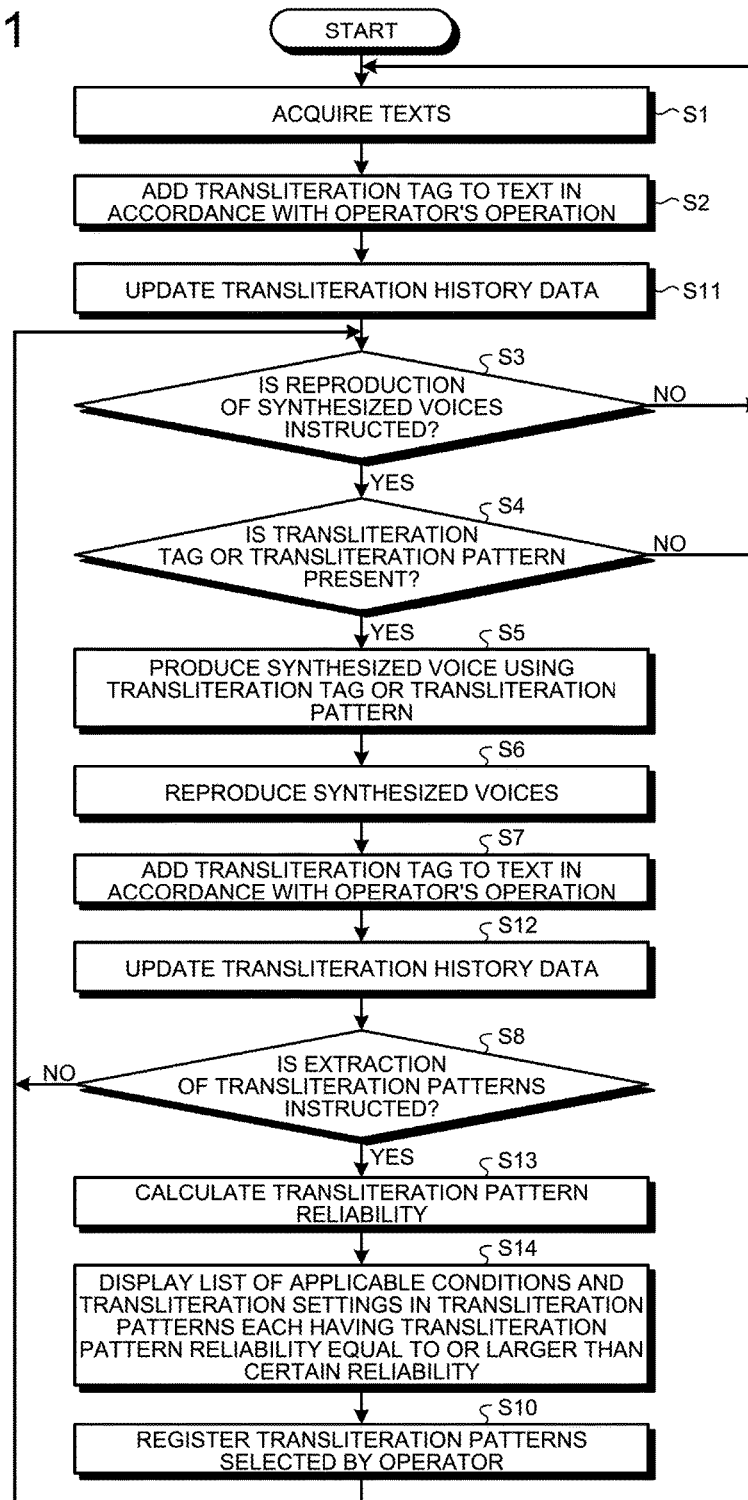 1
START
ACQUIRE TEXTS
S1
ADD TRANSLITERATION TAG TO TEXT IN
ACCORDANCE WITH OPERATOR'S OPERATION
S2
UPDATE TRANSLITERATION HISTORY DATA
S11
S3
IS REPRODUCTION
OF SYNTHESIZED VOICES
INSTRUCTED?
NO
YES
S4
IS TRANSLITERATION
TAG OR TRANSLITERATION PATTERN
PRESENT?
NO
YES
S5
PRODUCE SYNTHESIZED VOICE USING
TRANSLITERATION TAG OR TRANSLITERATION
PATTERN
S6
REPRODUCE SYNTHESIZED VOICES
S7
ADD TRANSLITERATION TAG TO TEXT IN
ACCORDANCE WITH OPERATOR'S OPERATION
S12
UPDATE TRANSLITERATION HISTORY DATA
S8
IS EXTRACTION
OF TRANSLITERATION PATTERNS
INSTRUCTED?
NO
YES
S13
CALCULATE TRANSLITERATION PATTERN
RELIABILITY
S14
DISPLAY LIST OF APPLICABLE CONDITIONS AND
TRANSLITERATION SETTINGS IN TRANSLITERATION
PATTERNS EACH HAVING TRANSLITERATION
PATTERN RELIABILITY EQUAL TO OR LARGER THAN
CERTAIN RELIABILITY
S10
REGISTER TRANSLITERATION PATTERNS
SELECTED BY OPERATOR